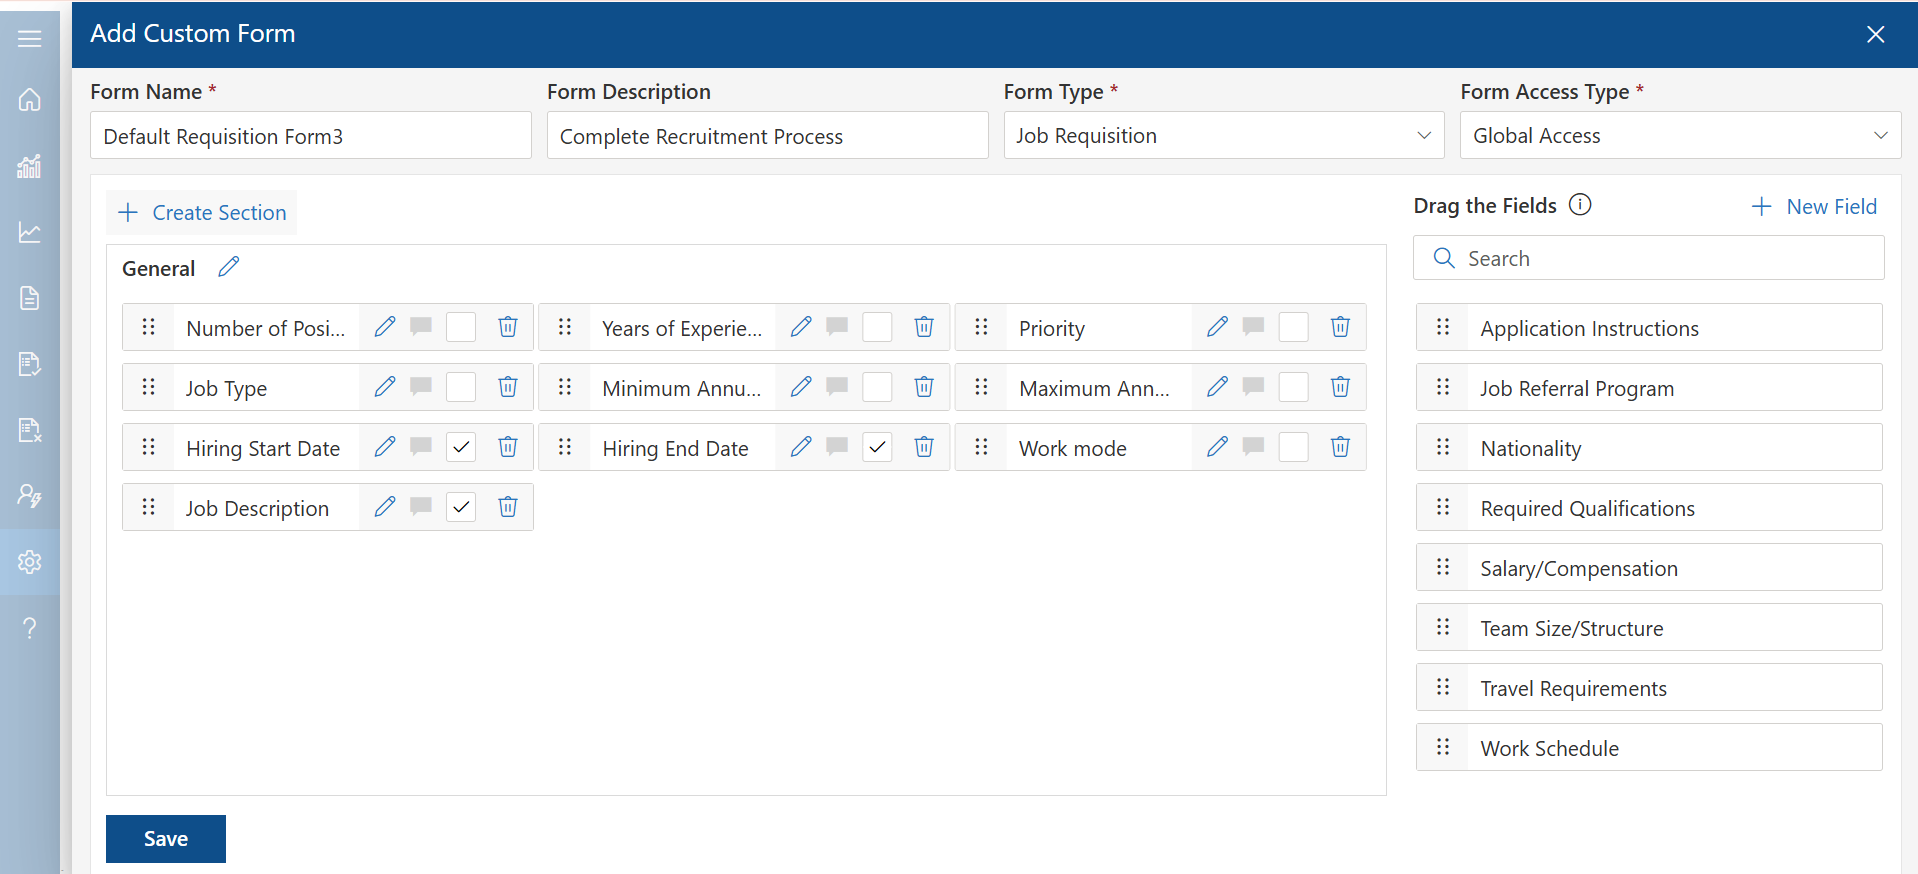 Add Custom Form
Form Name *
Form Description
Form Type *
Form Access Type *
Default Requisition Form3
Complete Recruitment Process
Job Requisition
Global Access
Create Section
Drag the Fields
New Field
Search
General
Number of Posi...
Years of Experie...
Priority
Job Type
Minimum Annu...
Maximum Ann...
Hiring Start Date
Hiring End Date
Work mode
Job Description
Application Instructions
Job Referral Program
Nationality
Required Qualifications
Salary/Compensation
Team Size/Structure
Travel Requirements
Work Schedule
Save